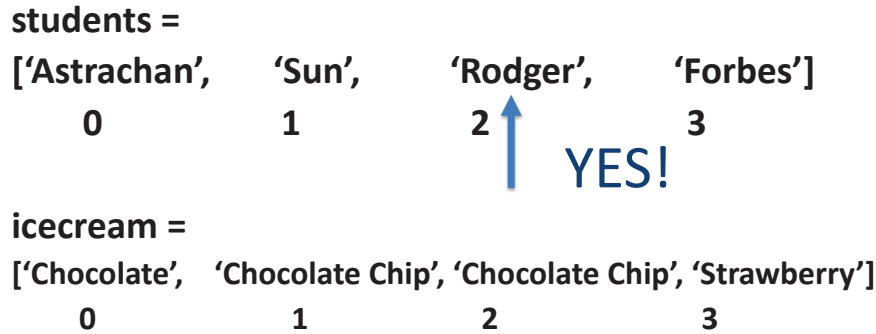 students =
[‘Astrachan’, ‘Sun’, ‘Rodger’, ‘Forbes’]
0 1 2 3
YES!
icecream =
[‘Chocolate’, ‘Chocolate Chip’, ‘Chocolate Chip’, ‘Strawberry’]
0 1 2 3